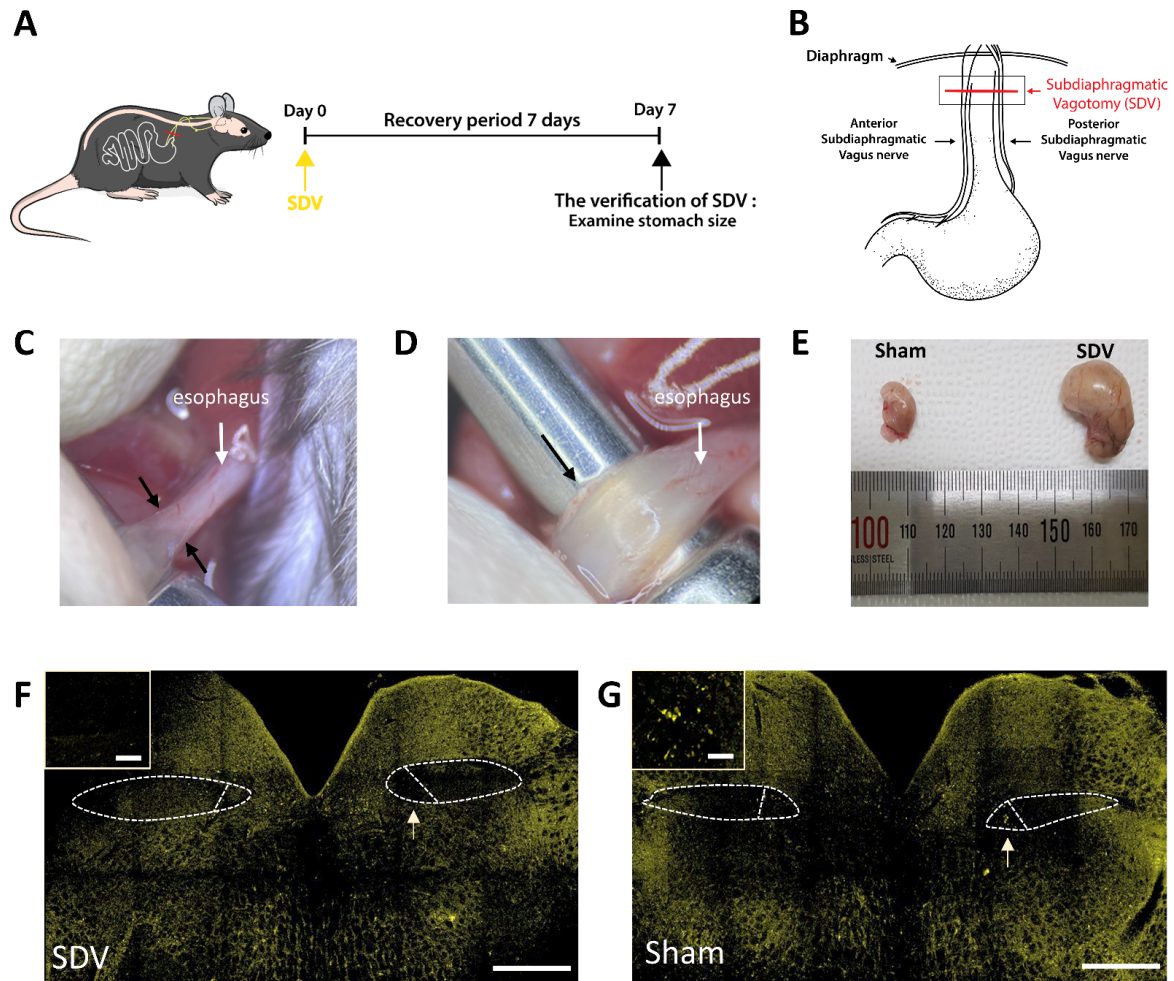 A
Day 0
Day 7
Recovery period 7 days
SDV
The verification of SDV :
Examine stomach size
B
Diaphragm
Subdiaphragmatic
Vagotomy (SDV)
Anterior
Subdiaphragmatic
Vagus nerve
Posterior
Subdiaphragmatic
Vagus nerve
C
esophagus
D
esophagus
E
Sham
SDV
100 110 120 130 140 150 160 170
LESS STEEL
F
SDV
G
Sham